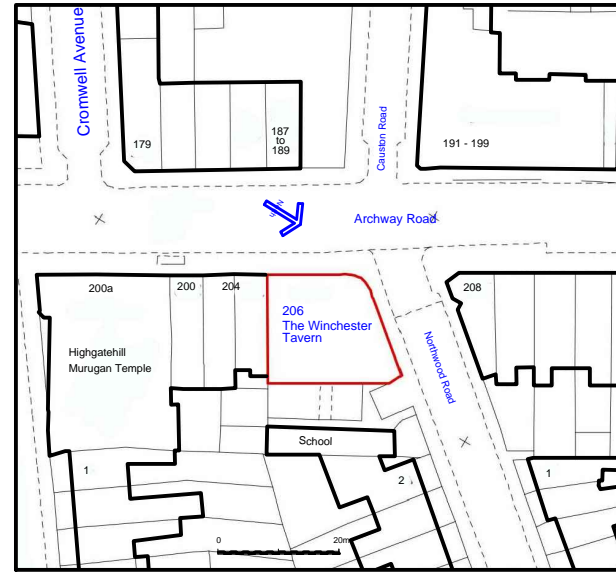 Cromwell Avenue
179
187
to
189
Causton Road
191 - 199
North
Archway Road
200a
200
204
206
The Winchester
Tavern
208
Highgatehill
Murugan Temple
Northwood Road
School
1
2
1
0
20m